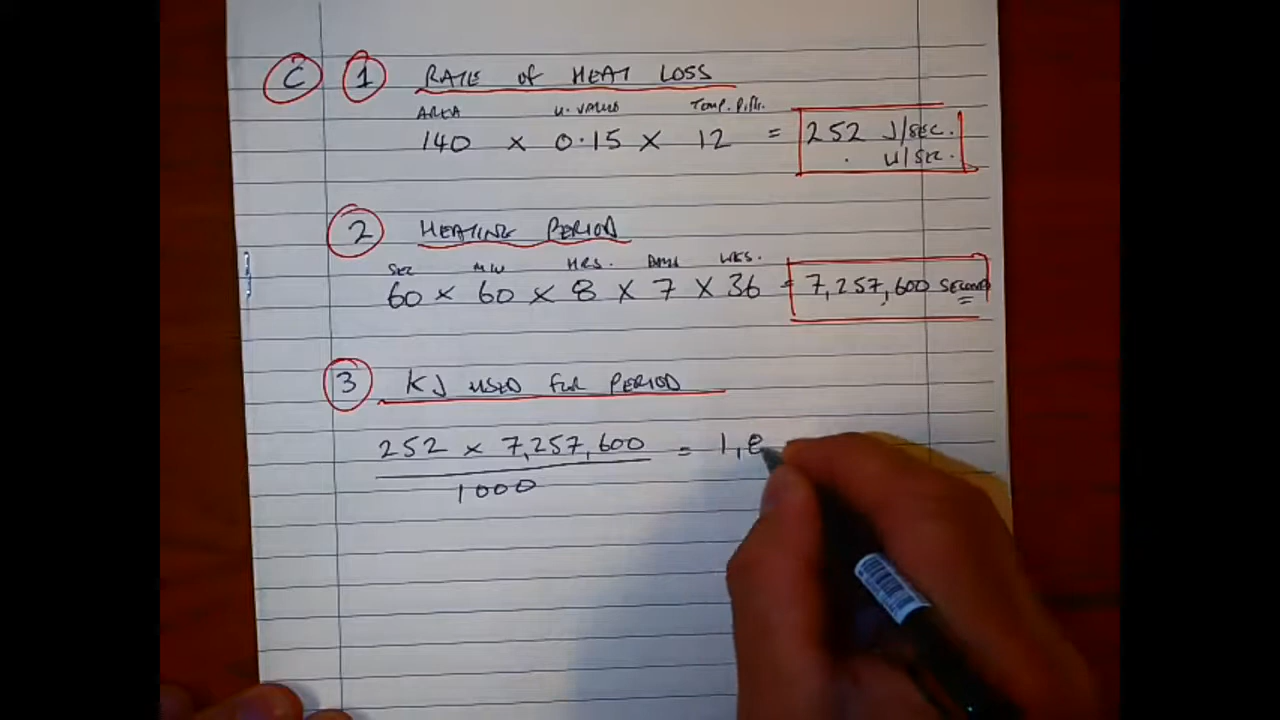 C 1 RATE of HEAT LOSS
AREA U. VALUE Temp. Diff.
140 x 0.15 x 12 = 252 J/SEC.
W/SEC.
2 HEATING PERIOD
SEC MIN HRS. DAYS WKS.
60 x 60 x 8 x 7 x 36 = 7,257,600 SECONDS
3 KJ USED FOR PERIOD
252 x 7,257,600 = 1,8
1000